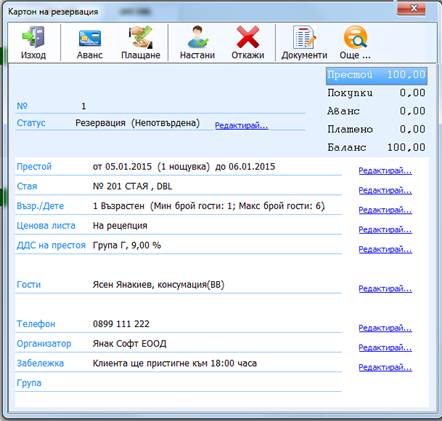 Картон на резервация
Изход Аванс Плащане Настани Откажи Документи Още ...
Престой 100,00
Покупки 0,00
Аванс 0,00
Платено 0,00
Баланс 100,00
№ 1
Статус Резервация (Непотвърдена) Редактирай...
Престой от 05.01.2015 (1 нощувка) до 06.01.2015 Редактирай...
Стая № 201 СТАЯ , DBL Редактирай...
Възр./Дете 1 Възрастен (Мин брой гости: 1; Макс брой гости: 6) Редактирай...
Ценова листа На рецепция Редактирай...
ДДС на престоя Група Г, 9,00 % Редактирай...
Гости Ясен Янакиев, консумация(BB) Редактирай...
Телефон 0899 111 222 Редактирай...
Организатор Янак Софт ЕООД Редактирай...
Забележка Клиента ще пристигне към 18:00 часа Редактирай...
Група